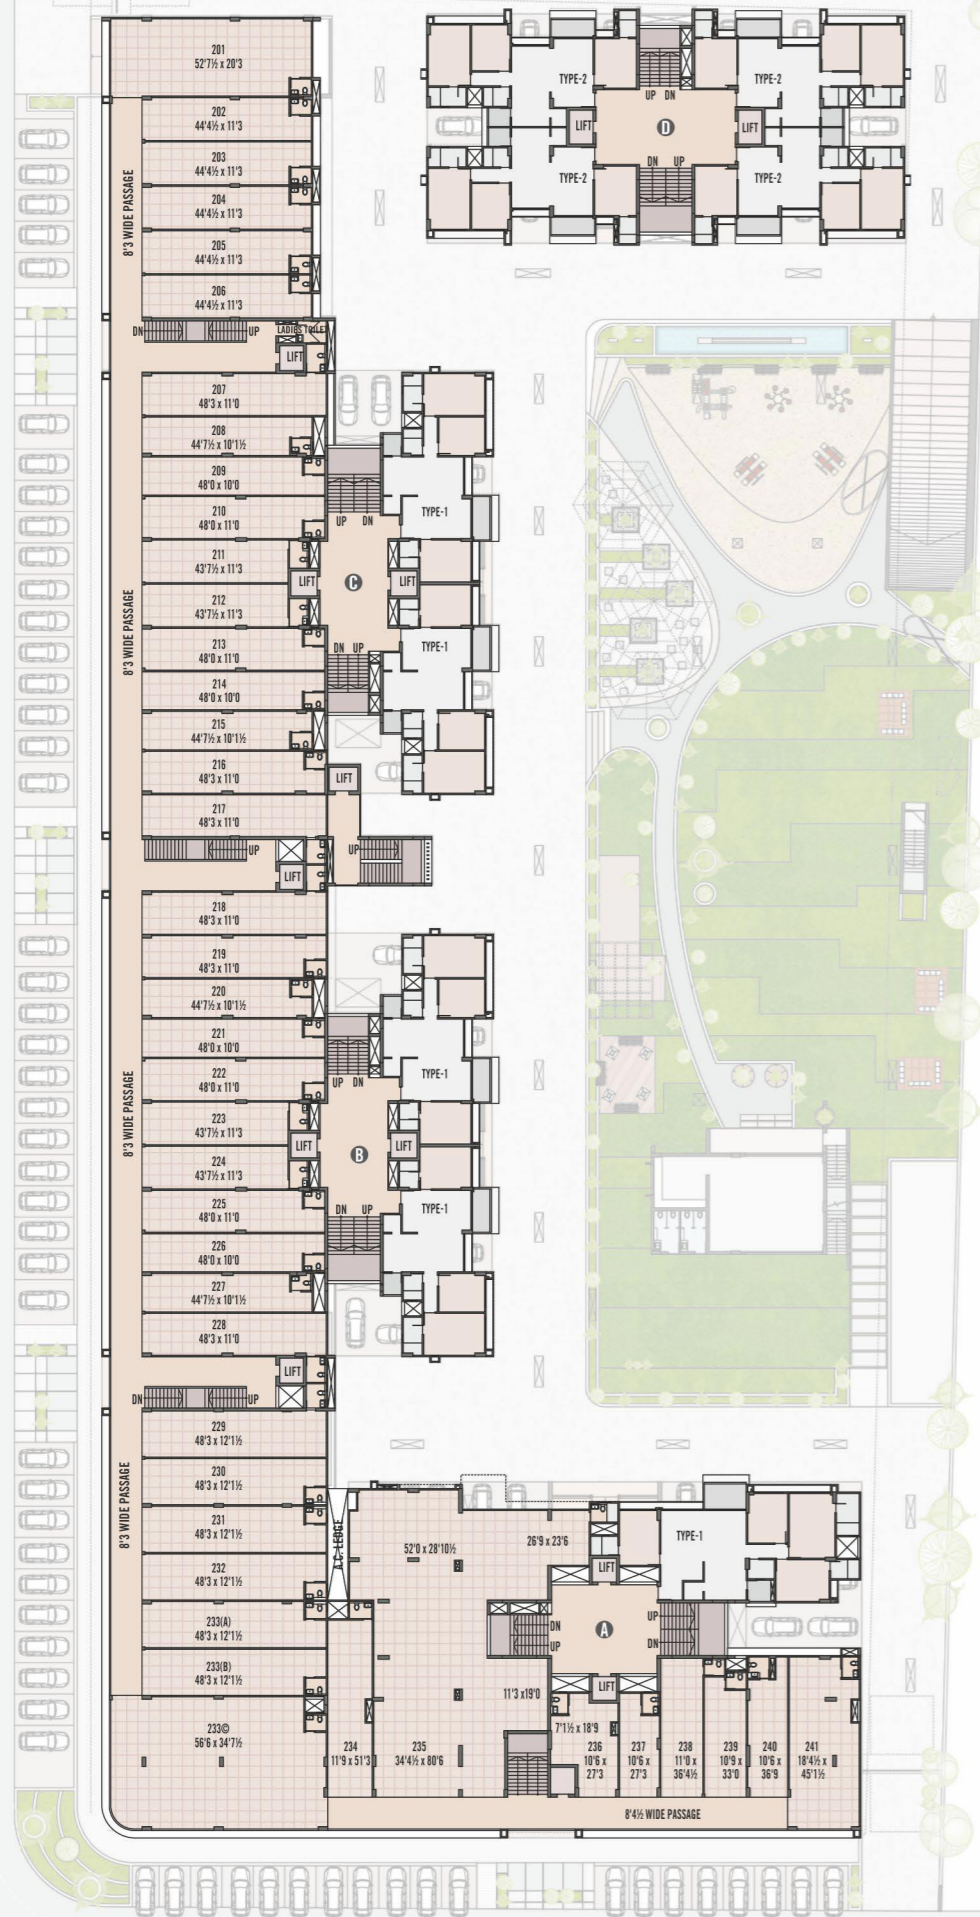 201
52'7½ x 20'3
202
44'4½ x 11'3
203
44'4½ x 11'3
204
44'4½ x 11'3
205
44'4½ x 11'3
206
44'4½ x 11'3
8'3 WIDE PASSAGE
DN
UP
LADIES TOILET
LIFT
TYPE-2
TYPE-2
UP DN
LIFT
D
LIFT
DN UP
TYPE-2
TYPE-2
207
48'3 x 11'0
208
44'7½ x 10'1½
209
48'0 x 10'0
210
48'0 x 11'0
211
43'7½ x 11'3
212
43'7½ x 11'3
213
48'0 x 11'0
214
48'0 x 10'0
215
44'7½ x 10'1½
216
48'3 x 11'0
217
48'3 x 11'0
8'3 WIDE PASSAGE
UP DN
TYPE-1
LIFT
C
LIFT
DN UP
TYPE-1
LIFT
UP
UP
LIFT
218
48'3 x 11'0
219
48'3 x 11'0
220
44'7½ x 10'1½
221
48'0 x 10'0
222
48'0 x 11'0
223
43'7½ x 11'3
224
43'7½ x 11'3
225
48'0 x 11'0
226
48'0 x 10'0
227
44'7½ x 10'1½
228
48'3 x 11'0
8'3 WIDE PASSAGE
UP DN
TYPE-1
LIFT
B
LIFT
DN UP
TYPE-1
LIFT
DN
UP
229
48'3 x 12'1½
230
48'3 x 12'1½
231
48'3 x 12'1½
232
48'3 x 12'1½
233(A)
48'3 x 12'1½
233(B)
48'3 x 12'1½
233©
56'6 x 34'7½
8'3 WIDE PASSAGE
A.C. LEDGE
52'0 x 28'10½
26'9 x 23'6
TYPE-1
LIFT
DN
UP
A
UP
DN
LIFT
11'3 x19'0
7'1½ x 18'9
234
11'9 x 51'3
235
34'4½ x 80'6
236
10'6 x
27'3
237
10'6 x
27'3
238
11'0 x
36'4½
239
10'9 x
33'0
240
10'6 x
36'9
241
18'4½ x
45'1½
8'4½ WIDE PASSAGE